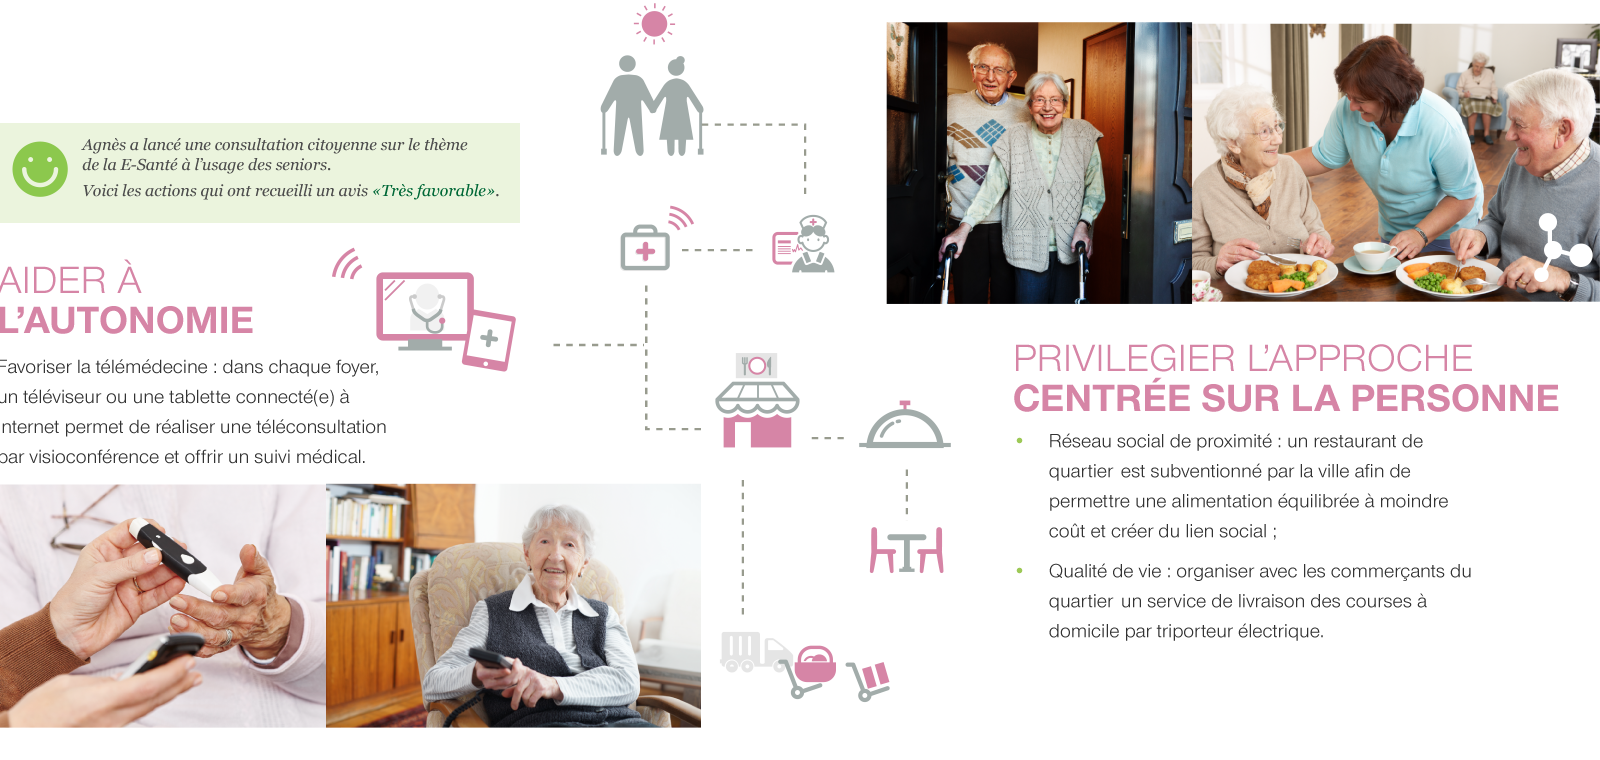 Agnès a lancé une consultation citoyenne sur le thème
de la E-Santé à l'usage des seniors.
Voici les actions qui ont recueilli un avis «Très favorable».
AIDER À
L'AUTONOMIE
Favoriser la télémédecine : dans chaque foyer,
un téléviseur ou une tablette connecté(e) à
internet permet de réaliser une téléconsultation
par visioconférence et offrir un suivi médical.
PRIVILEGIER L'APPROCHE
CENTRÉE SUR LA PERSONNE
• Réseau social de proximité : un restaurant de
quartier est subventionné par la ville afin de
permettre une alimentation équilibrée à moindre
coût et créer du lien social ;
• Qualité de vie : organiser avec les commerçants du
quartier un service de livraison des courses à
domicile par triporteur électrique.